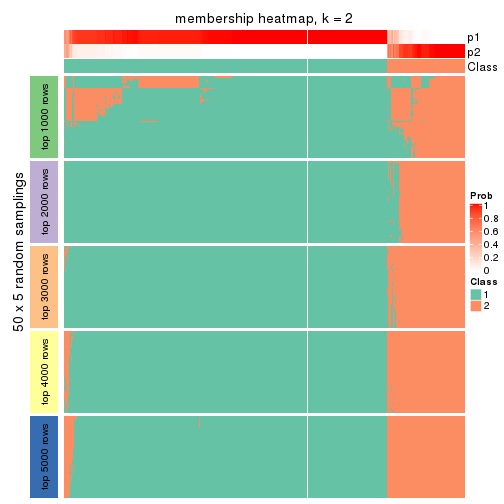 membership heatmap, k = 2
p1
p2
Class
50 x 5 random samplings
top 1000 rows
top 2000 rows
top 3000 rows
top 4000 rows
top 5000 rows
Prob
1
0.8
0.6
0.4
0.2
0
Class
1
2